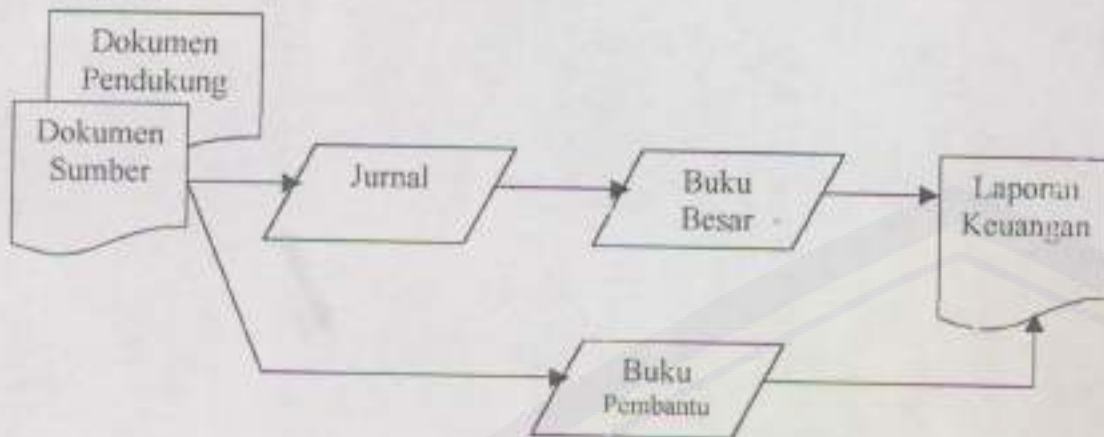 Dokumen
Pendukung
Dokumen
Sumber
Jurnal
Buku
Besar
Laporan
Keuangan
Buku
Pembantu